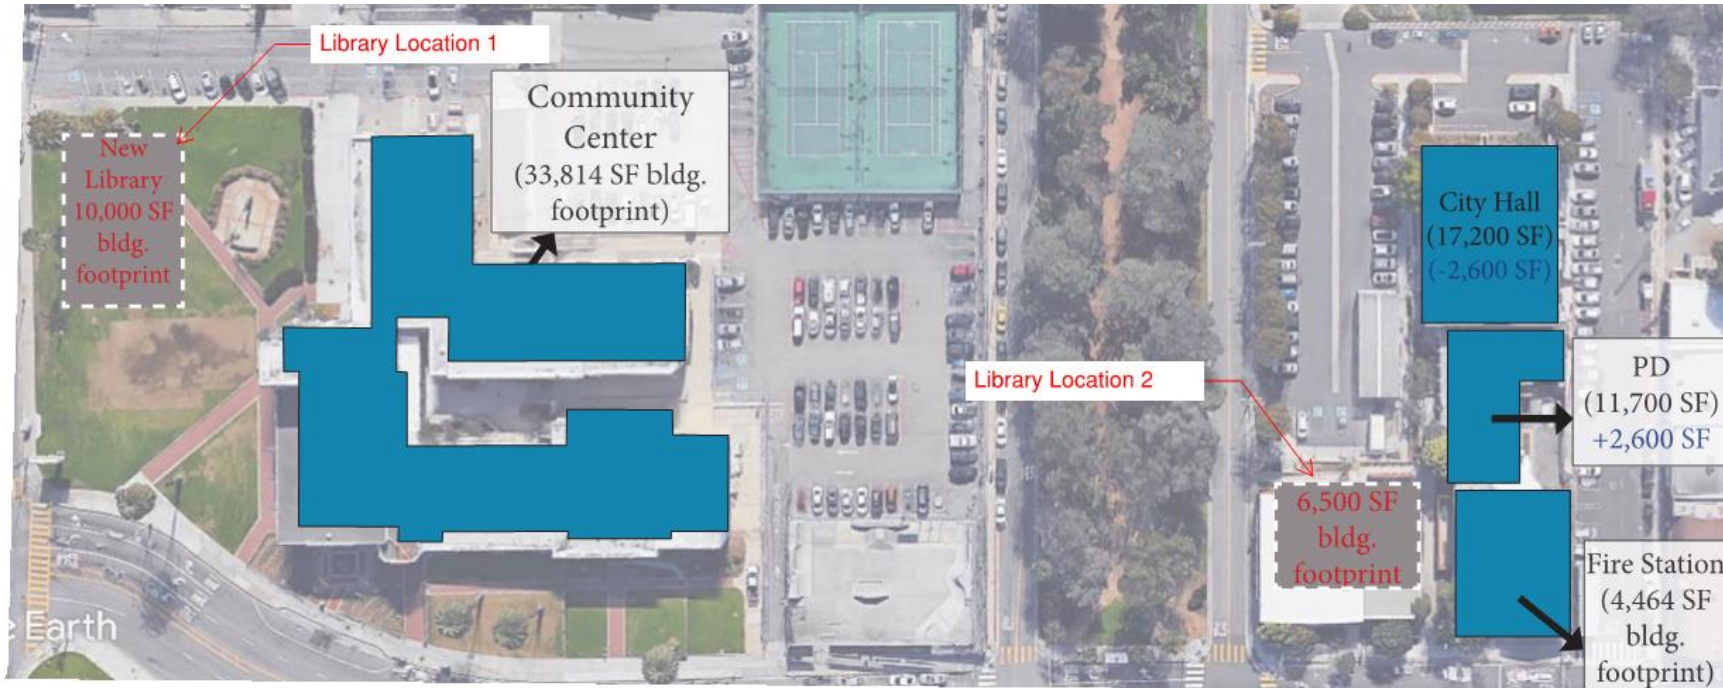 Library Location 1
Community
Center
(33,814 SF bldg.
footprint)
New
Library
10,000 SF
bldg.
footprint
City Hall
(17,200 SF)
(-2,600 SF)
Library Location 2
PD
(11,700 SF)
+2,600 SF
6,500 SF
bldg.
footprint
Fire Station
(4,464 SF
bldg.
footprint)
e Earth